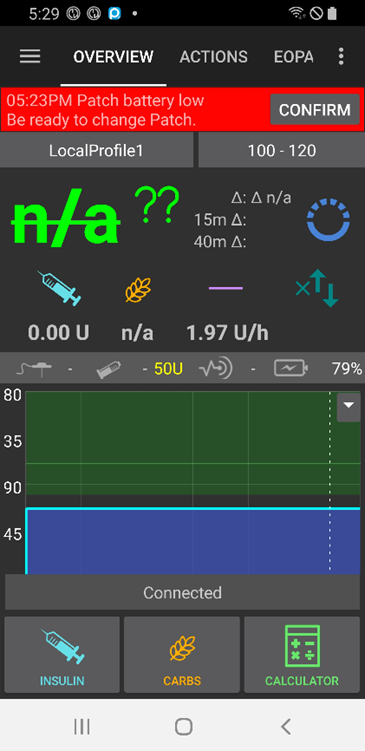 5:29
OVERVIEW ACTIONS EOPA
05:23PM Patch battery low
Be ready to change Patch.
CONFIRM
LocalProfile1 100 - 120
n/a ??
Δ: Δ n/a
15m Δ:
40m Δ:
0.00 U n/a 1.97 U/h
- - 50U - 79%
80
35
90
45
Connected
INSULIN CARBS CALCULATOR